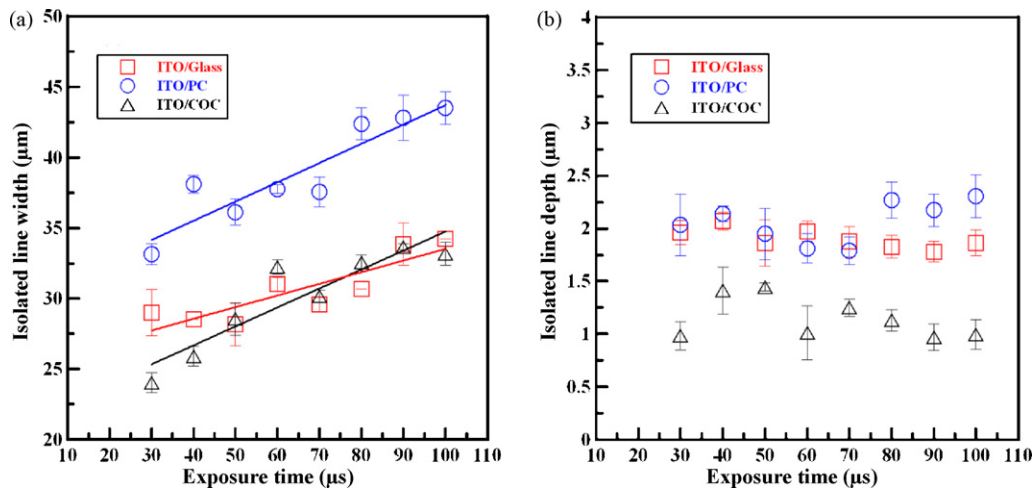 (a)
50
45
40
35
30
25
20
Isolated line width (μm)
ITO/Glass
ITO/PC
ITO/COC
10 20 30 40 50 60 70 80 90 100 110
Exposure time (μs)
(b)
4
3.5
3
2.5
2
1.5
1
0.5
0
Isolated line depth (μm)
ITO/Glass
ITO/PC
ITO/COC
10 20 30 40 50 60 70 80 90 100 110
Exposure time (μs)